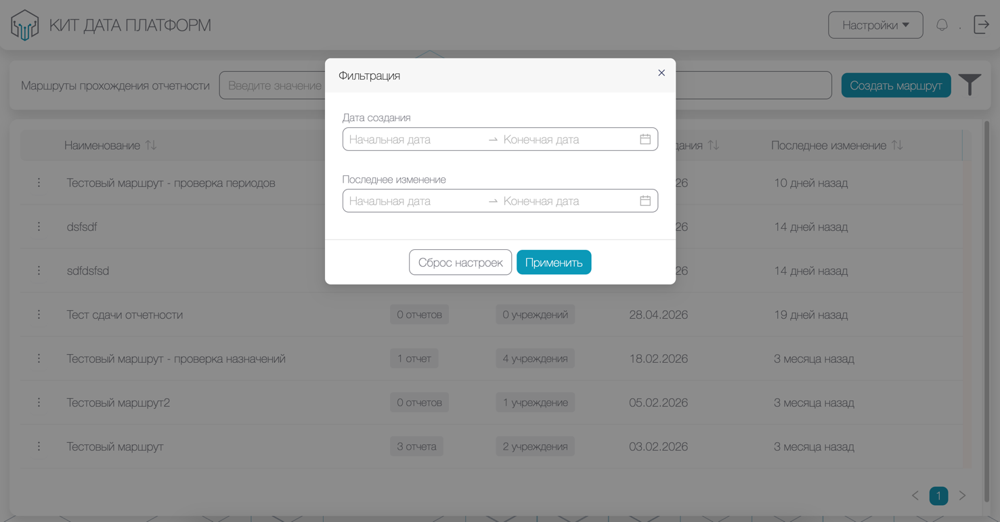 КИТ ДАТА ПЛАТФОРМ
Настройки
.
Маршруты прохождения отчетности
Введите значение
Создать маршрут
Фильтрация
Дата создания
Начальная дата
Конечная дата
Последнее изменение
Начальная дата
Конечная дата
Сброс настроек
Применить
Наименование
дания
Последнее изменение
Тестовый маршрут - проверка периодов
26
10 дней назад
dsfsdf
26
14 дней назад
sdfdsfsd
26
14 дней назад
Тест сдачи отчетности
0 отчетов
0 учреждений
28.04.2026
19 дней назад
Тестовый маршрут - проверка назначений
1 отчет
4 учреждения
18.02.2026
3 месяца назад
Тестовый маршрут2
0 отчетов
1 учреждение
05.02.2026
3 месяца назад
Тестовый маршрут
3 отчета
2 учреждения
03.02.2026
3 месяца назад
1